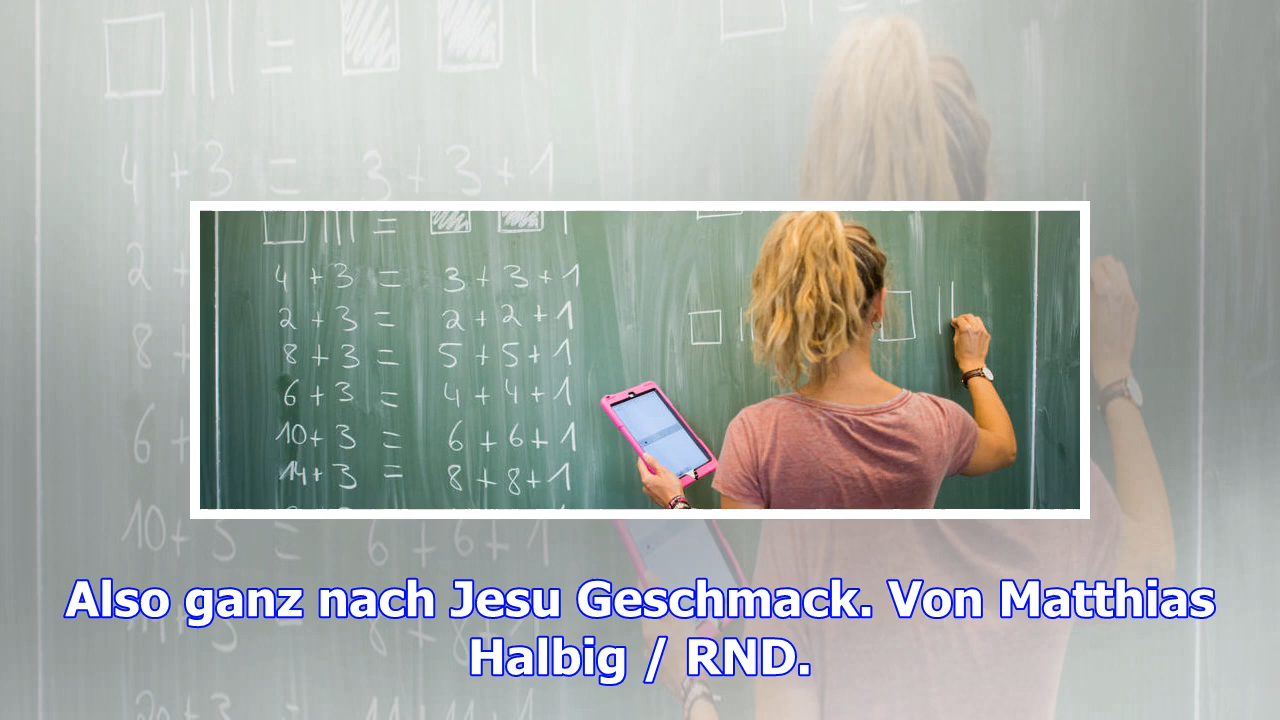 4 + 3 = 3 + 3 + 1
2 + 3 = 2 + 2 + 1
8 + 3 = 5 + 5 + 1
6 + 3 = 4 + 4 + 1
10 + 3 = 6 + 6 + 1
14 + 3 = 8 + 8 + 1
Also ganz nach Jesu Geschmack. Von Matthias
Halbig / RND.